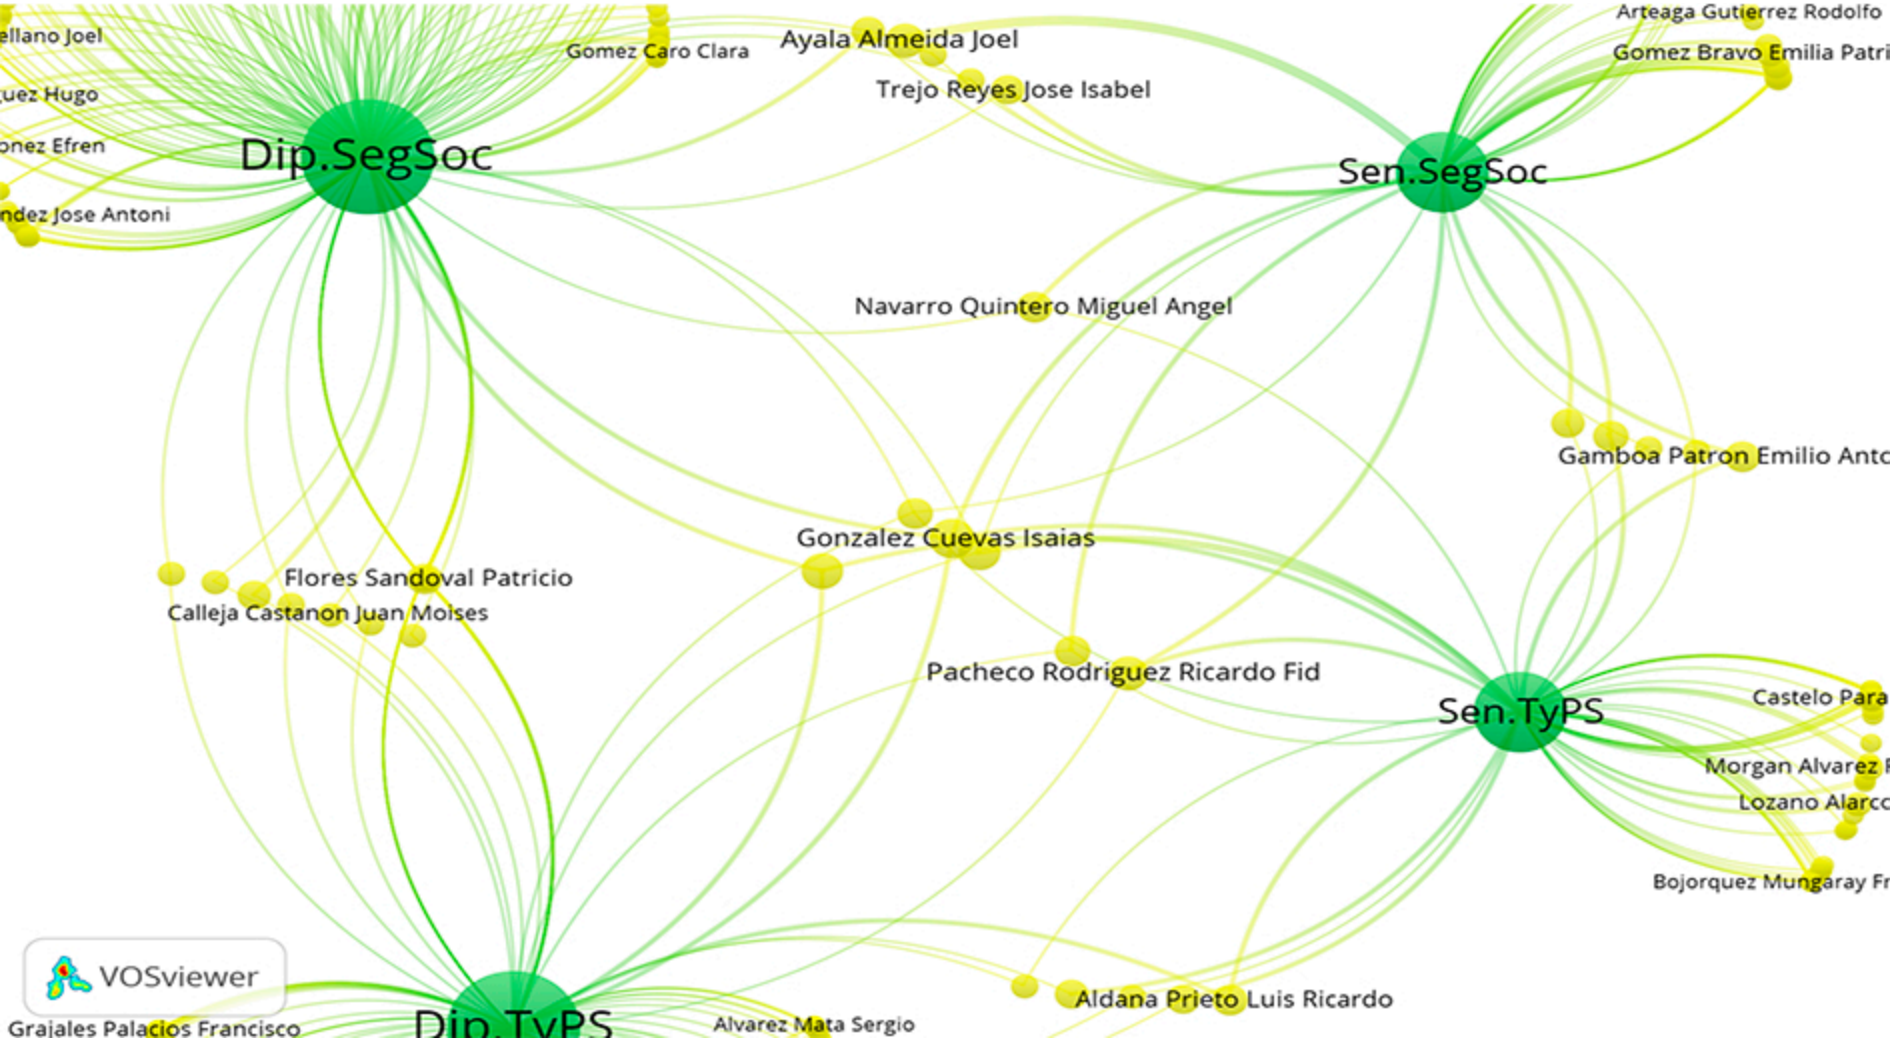 Arteaga Gutierrez Rodolfo
ellano Joel
Gomez Caro Clara
Ayala Almeida Joel
Gomez Bravo Emilia Patri
uez Hugo
Trejo Reyes Jose Isabel
onez Efren
Dip.SegSoc
Sen.SegSoc
ndez Jose Antoni
Navarro Quintero Miguel Angel
Gamboa Patron Emilio Anto
Gonzalez Cuevas Isaias
Flores Sandoval Patricio
Calleja Castanon Juan Moises
Pacheco Rodriguez Ricardo Fid
Castelo Para
Sen.TyPS
Morgan Alvarez F
Lozano Alarco
Bojorquez Mungaray Fr
VOSviewer
Aldana Prieto Luis Ricardo
Grajales Palacios Francisco
Dip.TyPS
Alvarez Mata Sergio